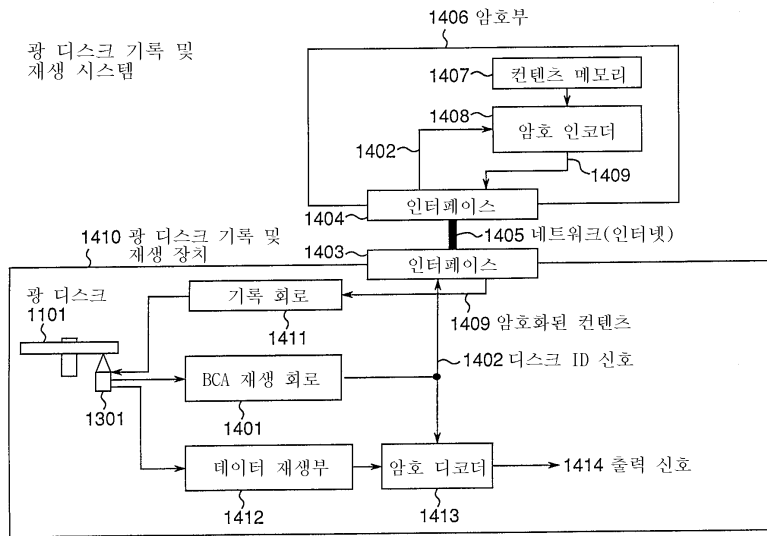 광 디스크 기록 및
재생 시스템
1406 암호부
1407
컨텐츠 메모리
1408
암호 인코더
1402
1409
인터페이스
1404
1405 네트워크(인터넷)
1403
인터페이스
1410 광 디스크 기록 및
재생 장치
광 디스크
1101
기록 회로
1411
1409 암호화된 컨텐츠
1402 디스크 ID 신호
BCA 재생 회로
1401
1301
데이터 재생부
1412
암호 디코더
1413
1414 출력 신호